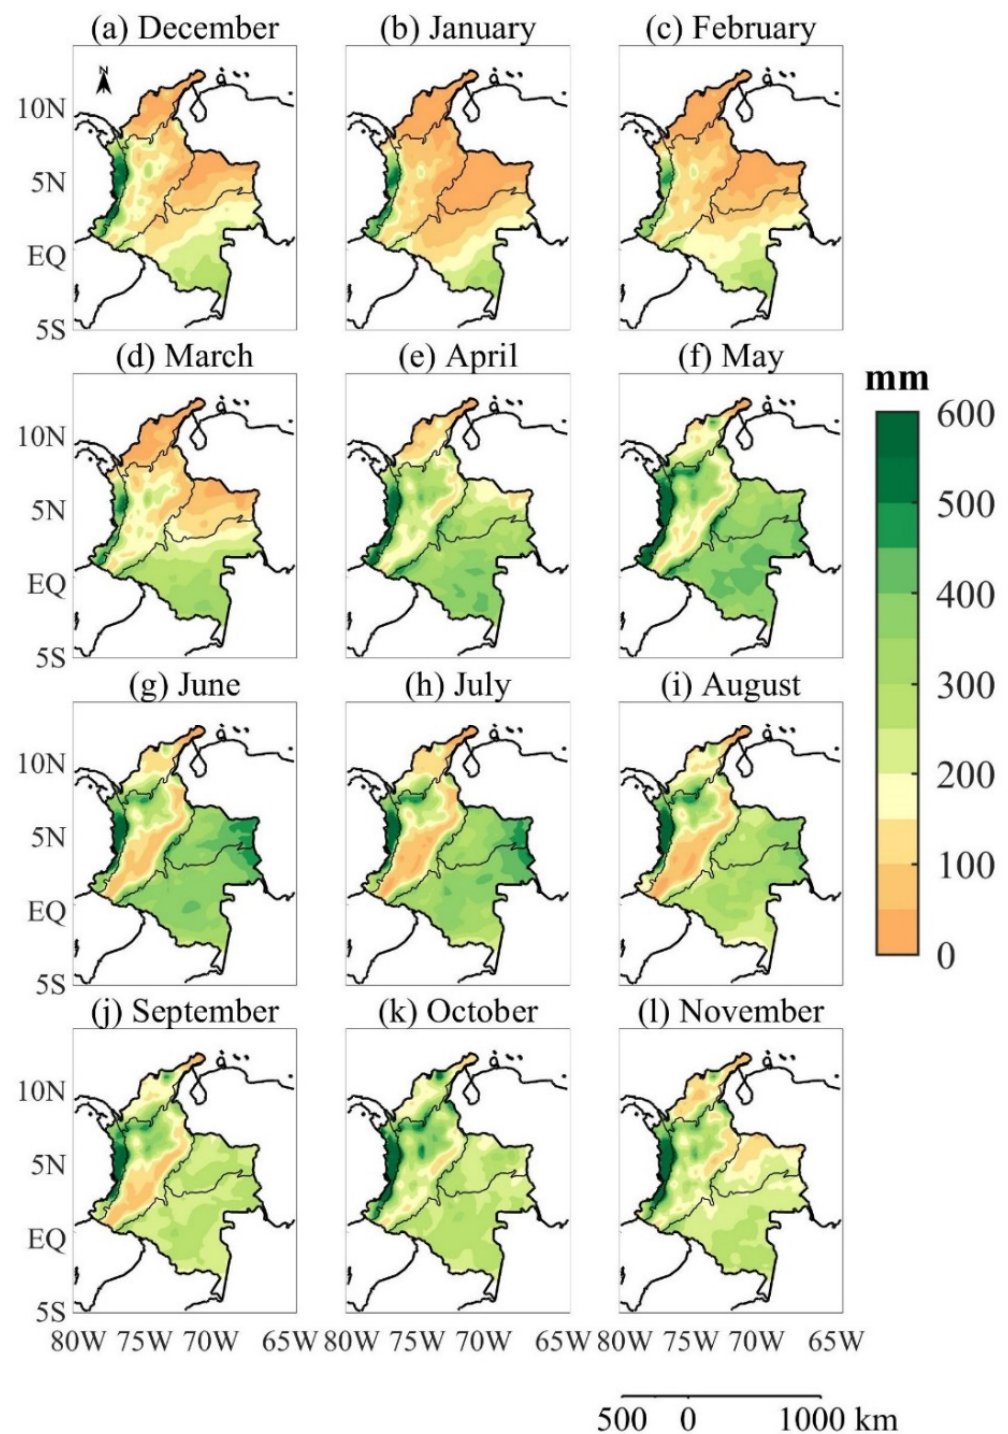 (a) December (b) January (c) February
N
10N
5N
EQ
5S
(d) March (e) April (f) May
mm
10N
5N
EQ
5S
600
500
400
300
200
100
0
(g) June (h) July (i) August
10N
5N
EQ
5S
(j) September (k) October (l) November
10N
5N
EQ
5S
80W 75W 70W 65W 80W 75W 70W 65W 80W 75W 70W 65W
500 0 1000 km